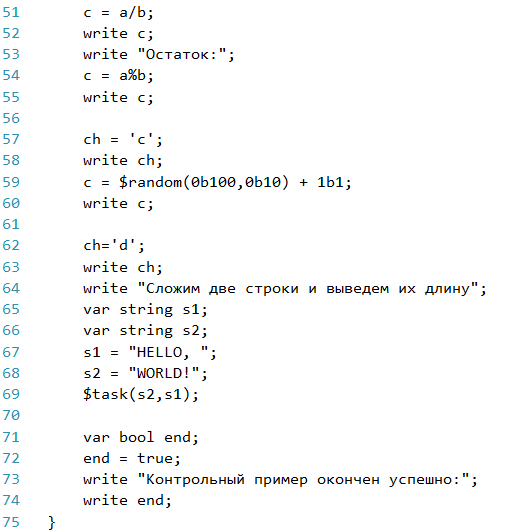 51 c = a/b;
52 write c;
53 write "Остаток:";
54 c = a%b;
55 write c;
56
57 ch = 'c';
58 write ch;
59 c = $random(0b100,0b10) + 1b1;
60 write c;
61
62 ch='d';
63 write ch;
64 write "Сложим две строки и выведем их длину";
65 var string s1;
66 var string s2;
67 s1 = "HELLO, ";
68 s2 = "WORLD!";
69 $task(s2,s1);
70
71 var bool end;
72 end = true;
73 write "Контрольный пример окончен успешно:";
74 write end;
75 }